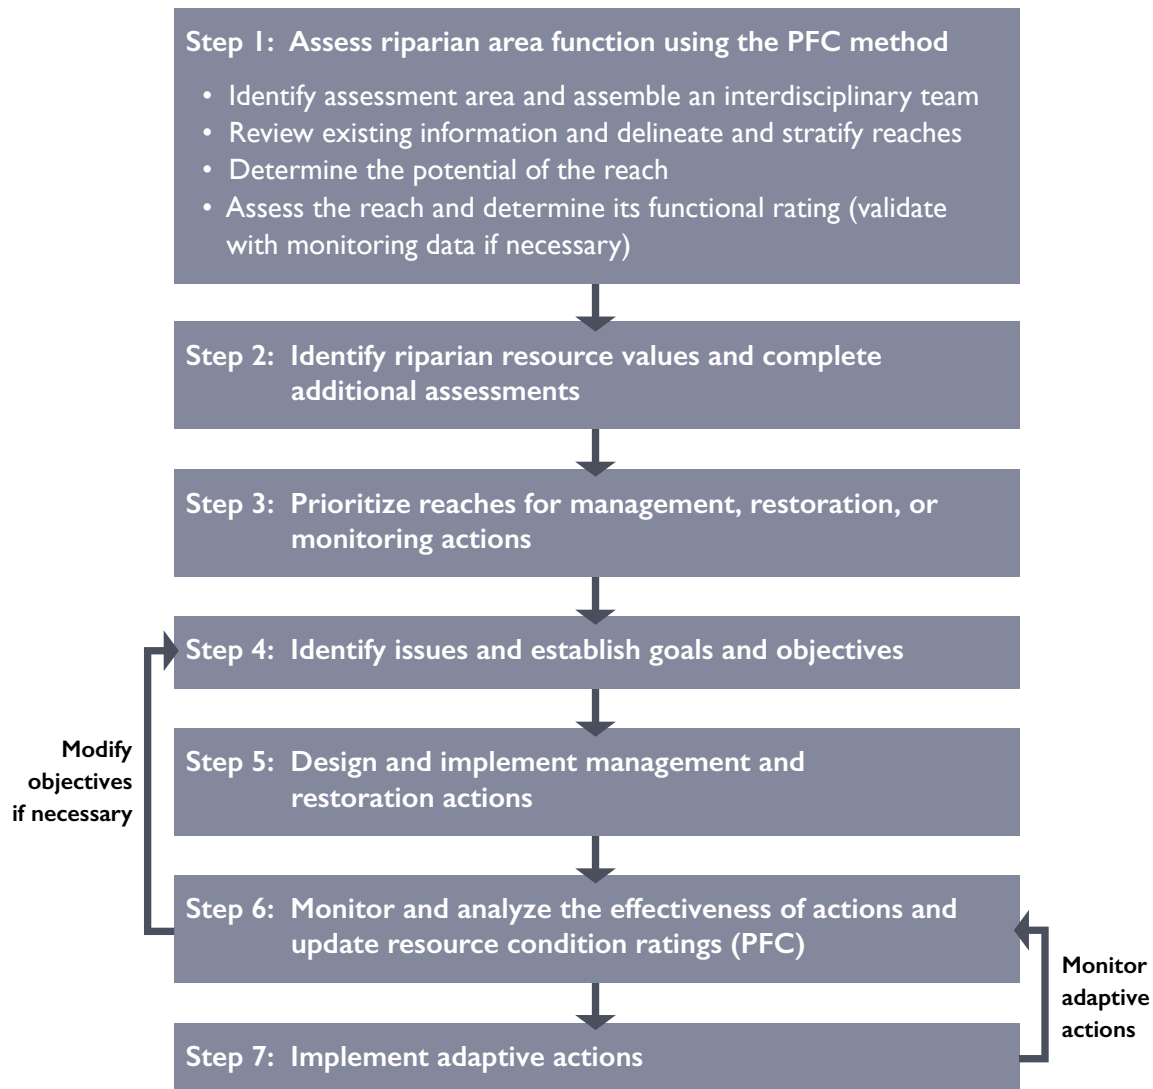 Step 1: Assess riparian area function using the PFC method
• Identify assessment area and assemble an interdisciplinary team
• Review existing information and delineate and stratify reaches
• Determine the potential of the reach
• Assess the reach and determine its functional rating (validate
with monitoring data if necessary)
Step 2: Identify riparian resource values and complete
additional assessments
Step 3: Prioritize reaches for management, restoration, or
monitoring actions
Step 4: Identify issues and establish goals and objectives
Modify
objectives
if necessary
Step 5: Design and implement management and
restoration actions
Step 6: Monitor and analyze the effectiveness of actions and
update resource condition ratings (PFC)
Monitor
adaptive
actions
Step 7: Implement adaptive actions